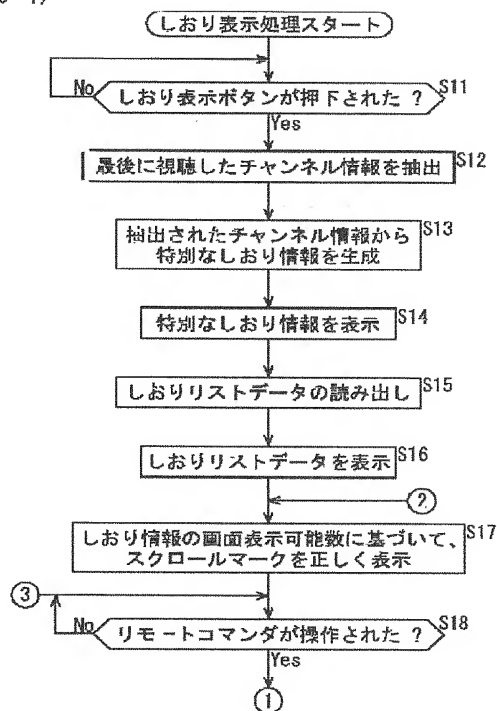 しおり表示処理スタート
No
しおり表示ボタンが押下された ?
S11
Yes
最後に視聴したチャンネル情報を抽出
S12
抽出されたチャンネル情報から
特別なしおり情報を生成
S13
特別なしおり情報を表示
S14
しおりリストデータの読み出し
S15
しおりリストデータを表示
S16
②
しおり情報の画面表示可能数に基づいて、
スクロールマークを正しく表示
S17
③
No
リモートコマンダが操作された ?
S18
Yes
①